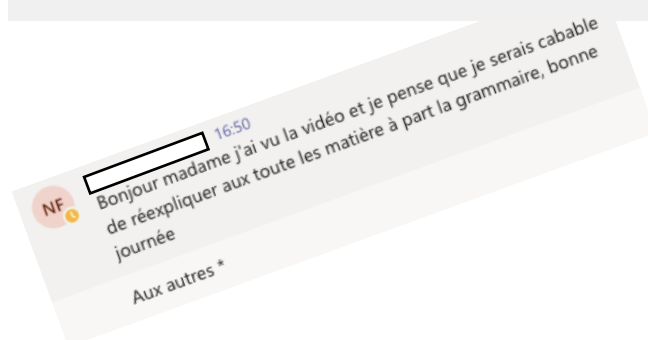 NF
16:50
Bonjour madame j'ai vu la vidéo et je pense que je serais cabable
de réexpliquer aux toute les matière à part la grammaire, bonne
journée
Aux autres *